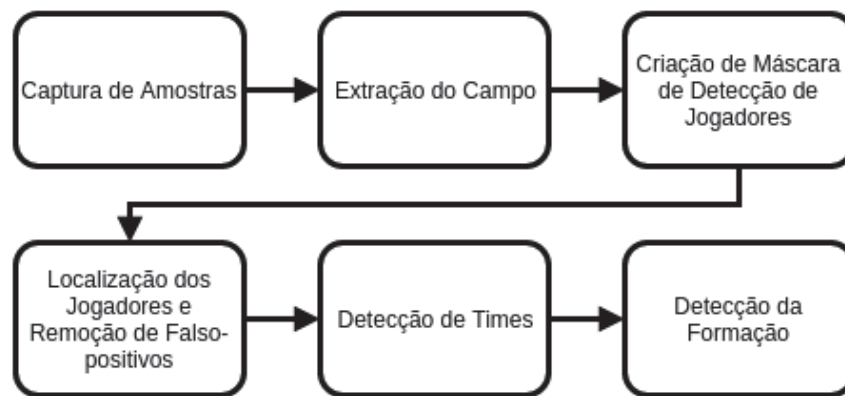 Captura de Amostras
Extração do Campo
Criação de Máscara
de Detecção de
Jogadores
Localização dos
Jogadores e
Remoção de Falso-
positivos
Detecção de Times
Detecção da
Formação